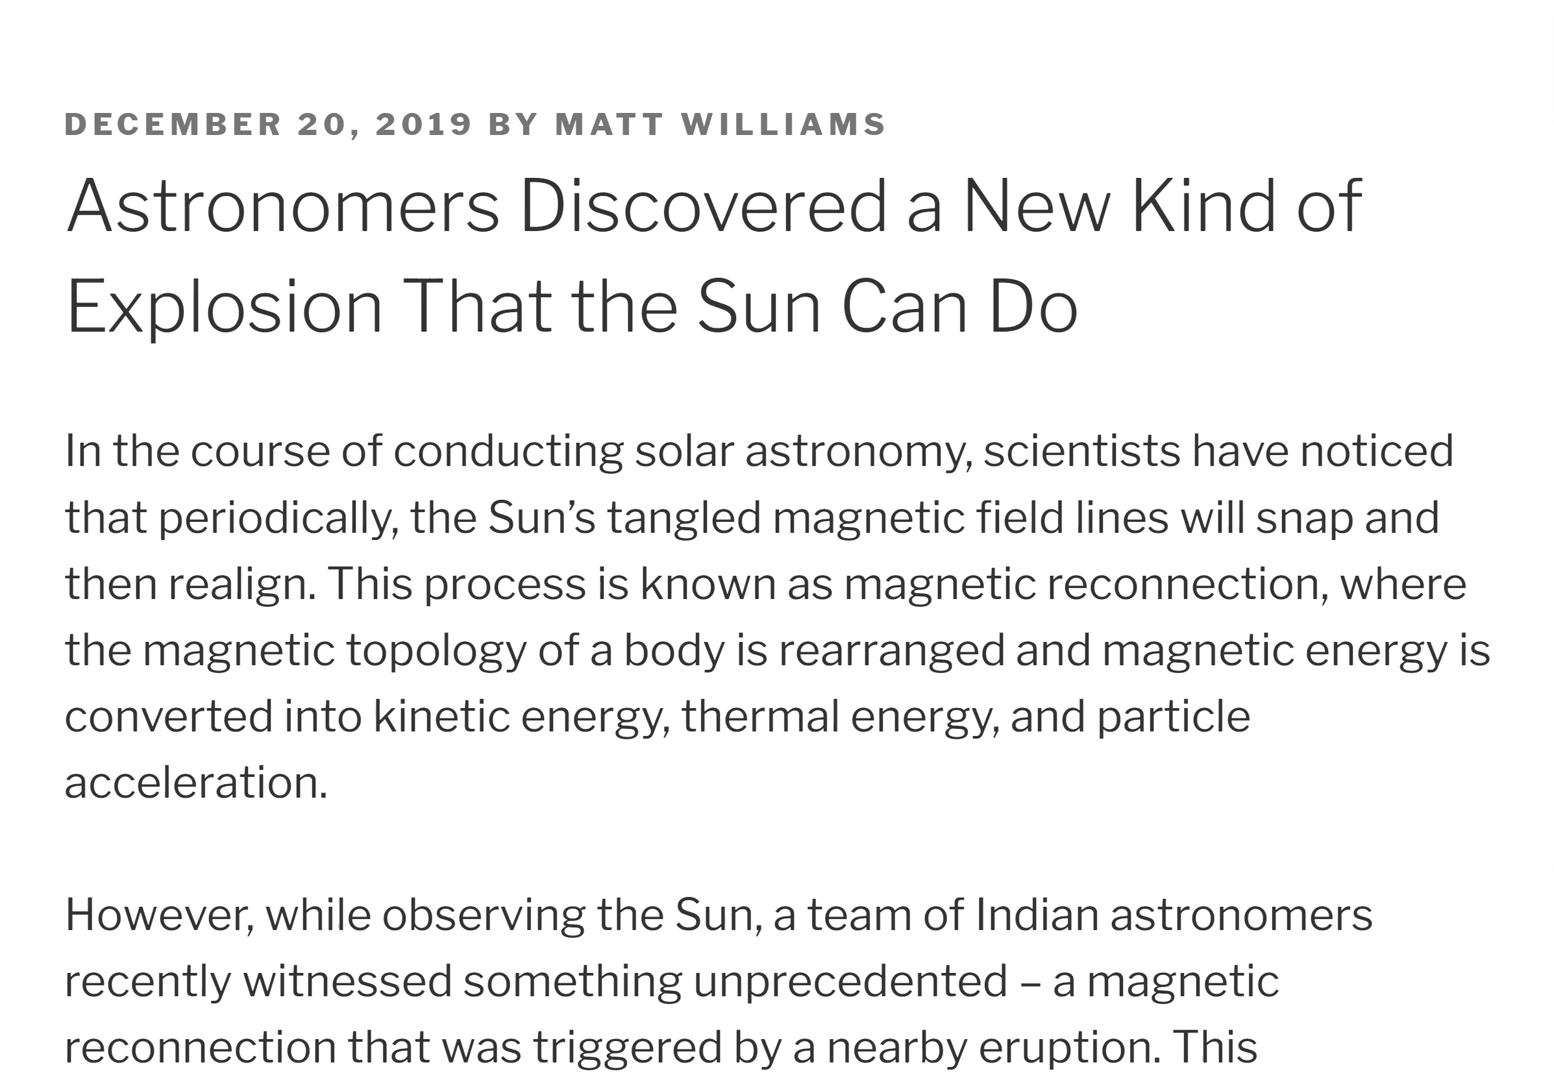 DECEMBER 20, 2019 BY MATT WILLIAMS
Astronomers Discovered a New Kind of
Explosion That the Sun Can Do
In the course of conducting solar astronomy, scientists have noticed
that periodically, the Sun’s tangled magnetic field lines will snap and
then realign. This process is known as magnetic reconnection, where
the magnetic topology of a body is rearranged and magnetic energy is
converted into kinetic energy, thermal energy, and particle
acceleration.
However, while observing the Sun, a team of Indian astronomers
recently witnessed something unprecedented – a magnetic
reconnection that was triggered by a nearby eruption. This